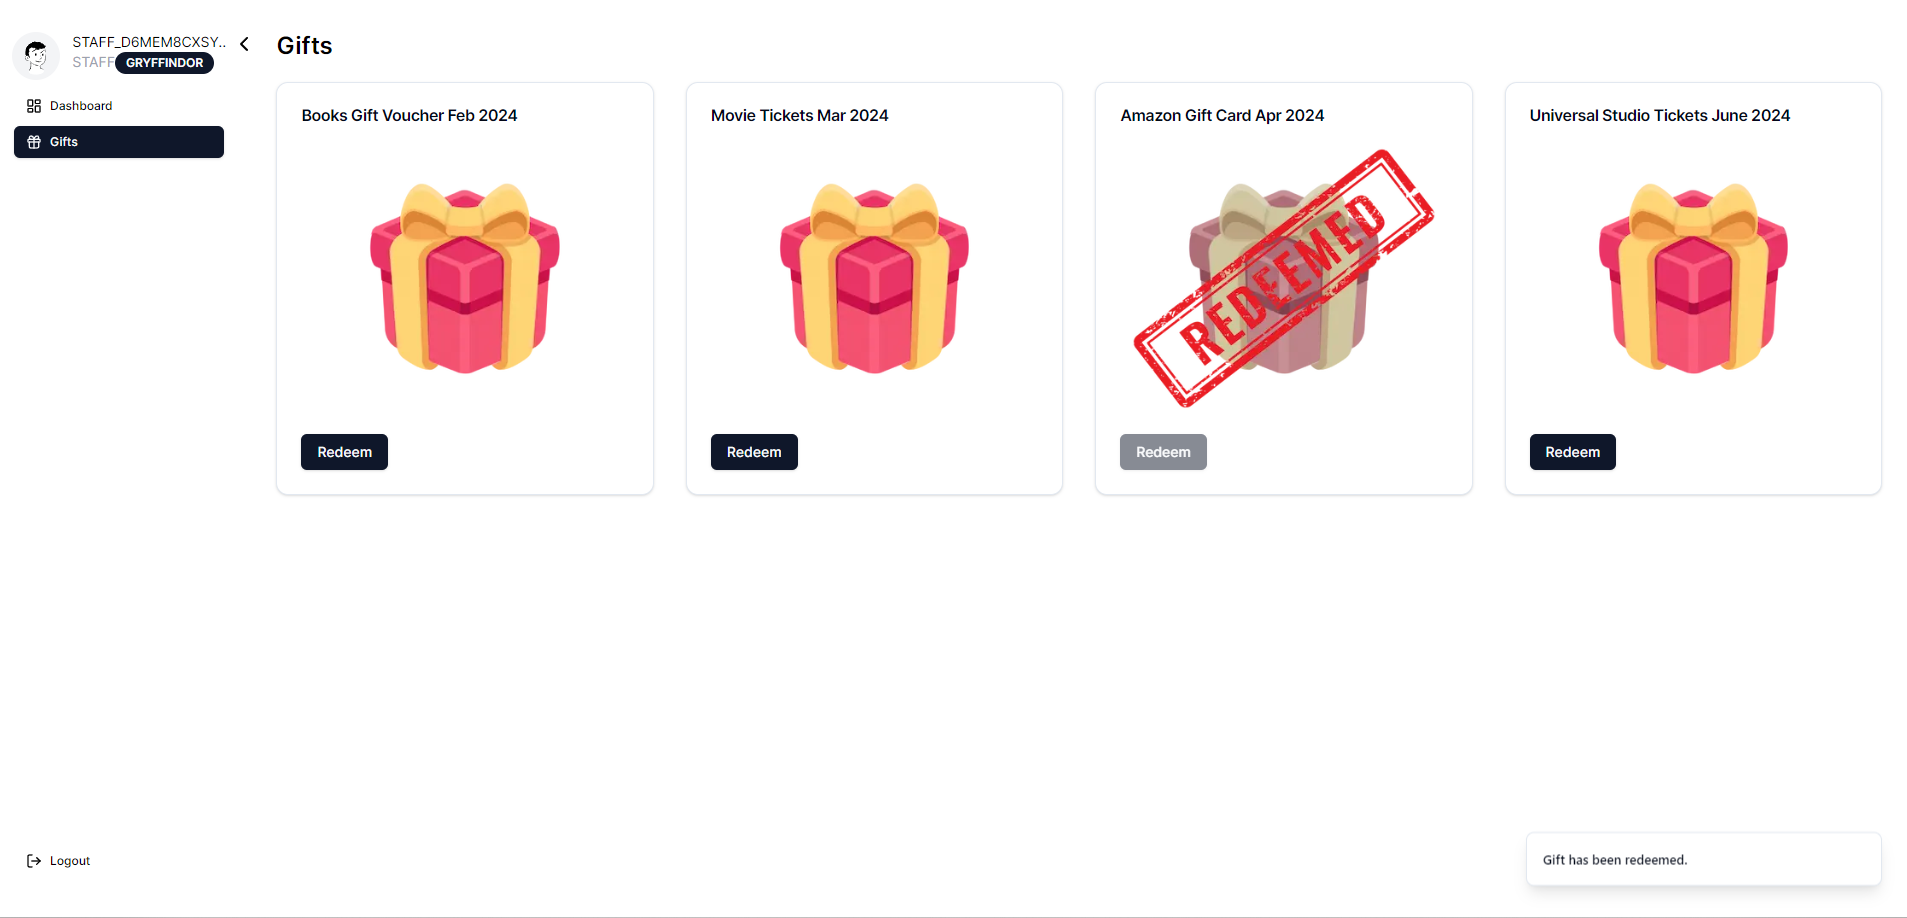 STAFF_D6MEM8CXSY..
STAFF GRYFFINDOR
Dashboard
Gifts
Logout
Gifts
Books Gift Voucher Feb 2024
Redeem
Movie Tickets Mar 2024
Redeem
Amazon Gift Card Apr 2024
REDEEMED
Redeem
Universal Studio Tickets June 2024
Redeem
Gift has been redeemed.